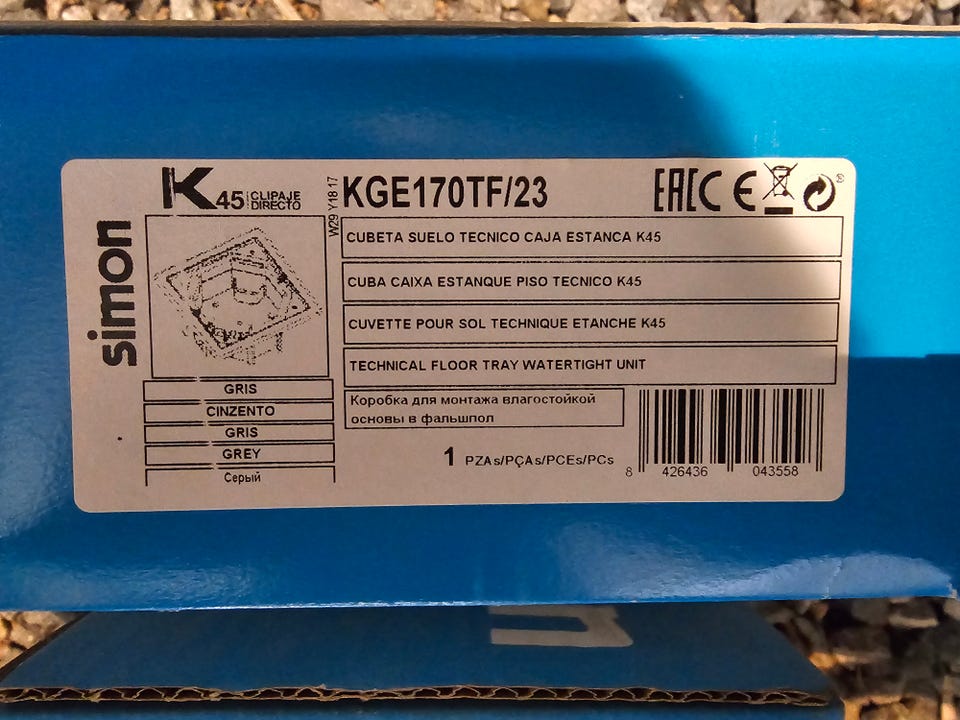 simon
K45 CLIPAJE
DIRECTO
W29 Y18 17
KGE170TF/23
EAC CE
®
CUBETA SUELO TECNICO CAJA ESTANCA K45
CUBA CAIXA ESTANQUE PISO TECNICO K45
CUVETTE POUR SOL TECHNIQUE ETANCHE K45
TECHNICAL FLOOR TRAY WATERTIGHT UNIT
Коробка для монтажа влагостойкой
основы в фальшпол
GRIS
CINZENTO
GRIS
GREY
Серый
1 PZAs/PÇAs/PCEs/PCs
8 426436 043558